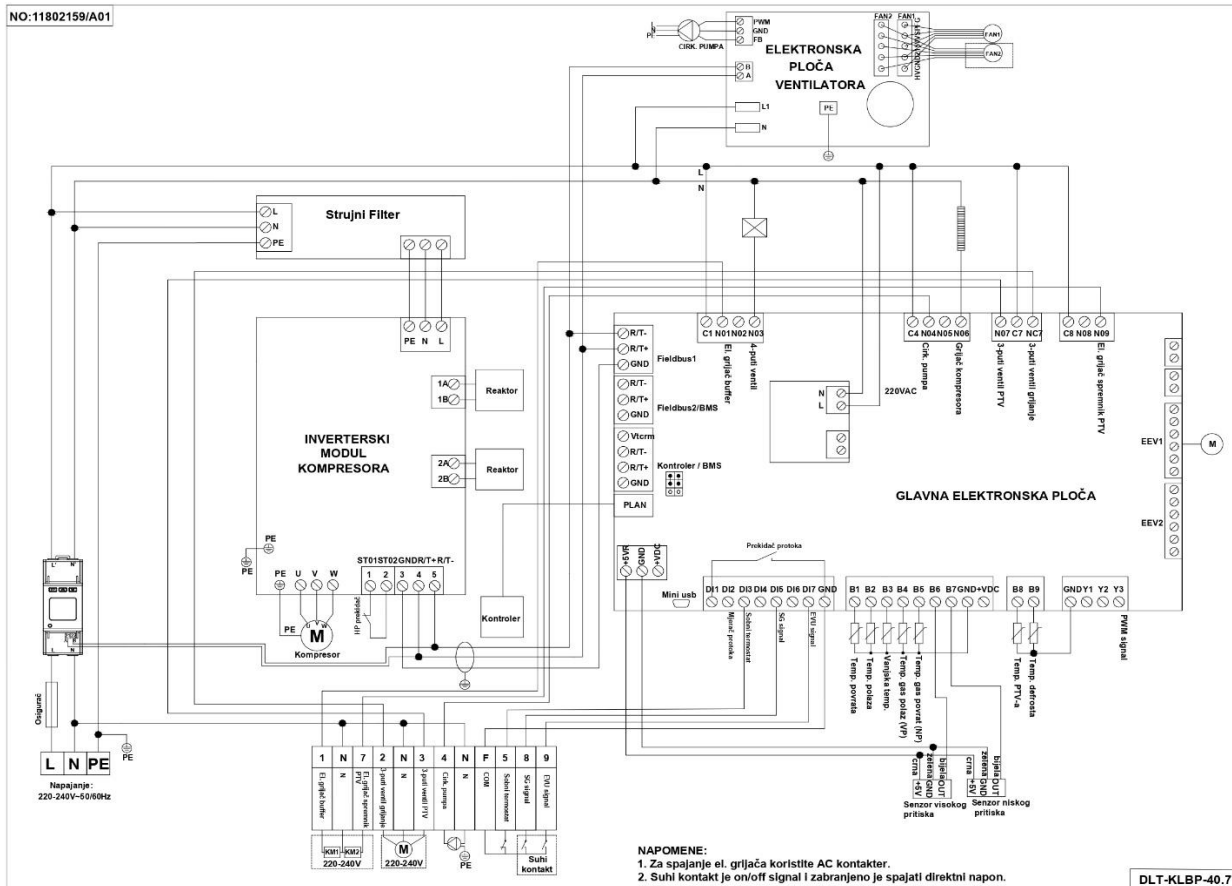 NO:11802159/A01
PE
CIRK. PUMPA
PWM
GND
FB
B
A
L1
N
ELEKTRONSKA
PLOČA
VENTILATORA
PE
FAN2 FAN1
FAN1
FAN2
L
N
L
N
PE
Strujni Filter
PE N L
INVERTERSKI
MODUL
KOMPRESORA
1A
1B
Reaktor
2A
2B
Reaktor
PE
PE
PE U V W
ST01ST02GNDR/T+R/T-
1 2 3 4 5
HP prekidač
PE
U V W
M
Kompresor
Kontroler
R/T-
R/T+
GND
Fieldbus1
R/T-
R/T+
GND
Fieldbus2/BMS
Vtcrm
R/T-
R/T+
GND
Kontroler / BMS
PLAN
C1 N01 N02 N03
El. grijač buffer
4-puti ventil
C4 N04 N05 N06
Cirk. pumpa
Grijač kompresora
N07 C7 NC7
3-puti ventil PTV
3-puti ventil grijanje
C8 N08 N09
El. grijač spremnik PTV
N
L
220VAC
EEV1
M
EEV2
GLAVNA ELEKTRONSKA PLOČA
+5VR
GND
+VDC
Mini usb
Prekidač protoka
DI1 DI2 DI3 DI4 DI5 DI6 DI7 GND
Mjerač protoka
Sobni termostat
SG signal
EVU signal
B1 B2 B3 B4 B5 B6 B7 GND+VDC
Temp. povrata
Temp. polaza
Vanjska temp.
Temp. gas polaz (VP)
Temp. gas povrat (NP)
B8 B9
Temp. PTV-a
Temp. defrosta
GND Y1 Y2 Y3
PWM signal
crna +5V
zelena GND
bijela OUT
Senzor visokog
pritiska
crna +5V
zelena GND
bijela OUT
Senzor niskog
pritiska
L' N'
L N
Osigurač
L N PE
PE
Napajanje:
220-240V~50/60Hz
1 N 7 2 N 3 4 N F 5 8 9
El. grijač buffer
N
El. grijač spremnik PTV
3-puti ventil grijanje
N
3-puti ventil PTV
Cirk. pumpa
N
COM
Sobni termostat
SG signal
EVU signal
KM1 KM2
220-240V
M
220-240V
PE
Suhi
kontakt
NAPOMENE:
1. Za spajanje el. grijača koristite AC kontakter.
2. Suhi kontakt je on/off signal i zabranjeno je spajati direktni napon.
DLT-KLBP-40.7